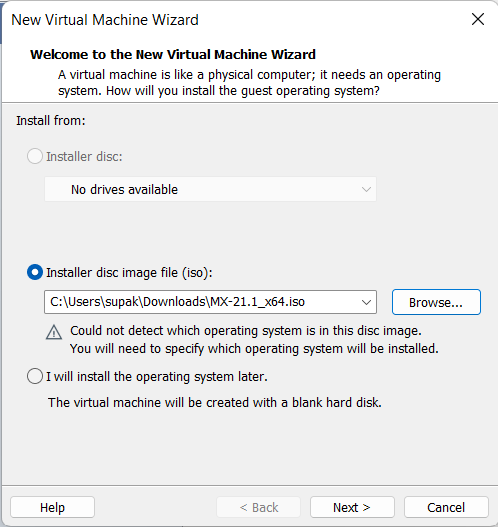 New Virtual Machine Wizard
Welcome to the New Virtual Machine Wizard
A virtual machine is like a physical computer; it needs an operating
system. How will you install the guest operating system?
Install from:
Installer disc:
No drives available
Installer disc image file (iso):
C:\Users\supak\Downloads\MX-21.1_x64.iso
Browse...
Could not detect which operating system is in this disc image.
You will need to specify which operating system will be installed.
I will install the operating system later.
The virtual machine will be created with a blank hard disk.
Help
< Back
Next >
Cancel